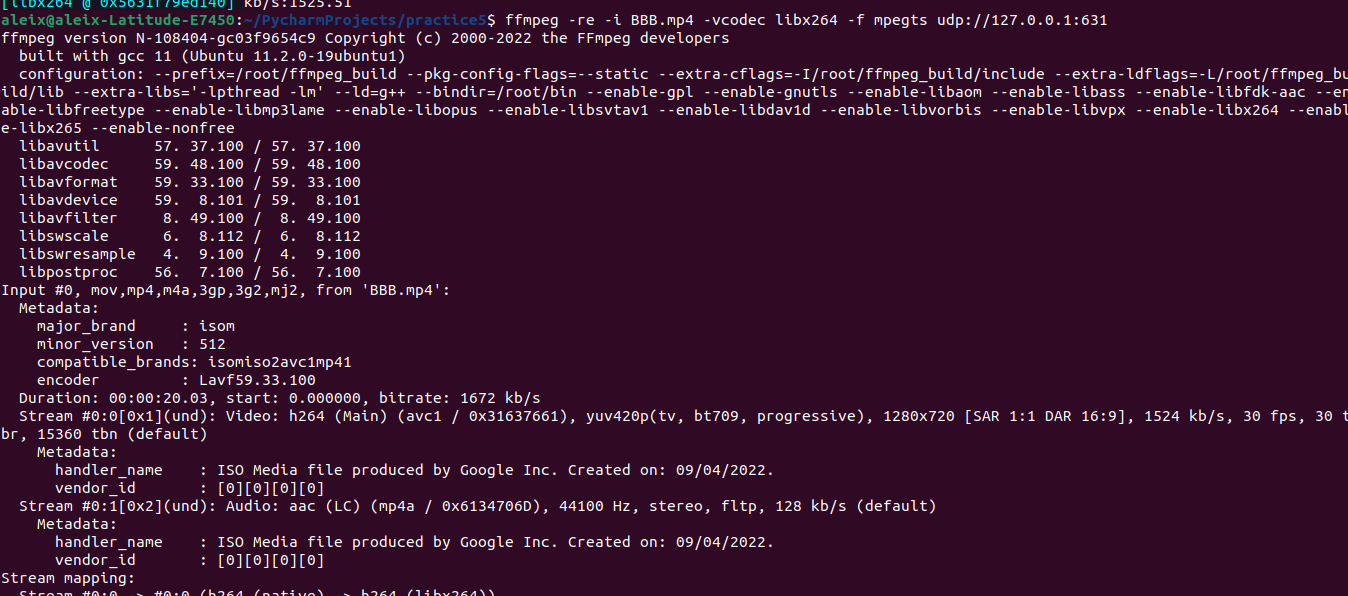 [libx264 @ 0x5631f79ed140] kb/s:1525.51
aleix@aleix-Latitude-E7450:~/PycharmProjects/practice5$ ffmpeg -re -i BBB.mp4 -vcodec libx264 -f mpegts udp://127.0.0.1:631
ffmpeg version N-108404-gc03f9654c9 Copyright (c) 2000-2022 the FFmpeg developers
  built with gcc 11 (Ubuntu 11.2.0-19ubuntu1)
  configuration: --prefix=/root/ffmpeg_build --pkg-config-flags=--static --extra-cflags=-I/root/ffmpeg_build/include --extra-ldflags=-L/root/ffmpeg_bu
ild/lib --extra-libs='-lpthread -lm' --ld=g++ --bindir=/root/bin --enable-gpl --enable-gnutls --enable-libaom --enable-libass --enable-libfdk-aac --en
able-libfreetype --enable-libmp3lame --enable-libopus --enable-libsvtav1 --enable-libdav1d --enable-libvorbis --enable-libvpx --enable-libx264 --enabl
e-libx265 --enable-nonfree
  libavutil      57. 37.100 / 57. 37.100
  libavcodec     59. 48.100 / 59. 48.100
  libavformat    59. 33.100 / 59. 33.100
  libavdevice    59.  8.101 / 59.  8.101
  libavfilter     8. 49.100 /  8. 49.100
  libswscale      6.  8.112 /  6.  8.112
  libswresample   4.  9.100 /  4.  9.100
  libpostproc    56.  7.100 / 56.  7.100
Input #0, mov,mp4,m4a,3gp,3g2,mj2, from 'BBB.mp4':
  Metadata:
    major_brand     : isom
    minor_version   : 512
    compatible_brands: isomiso2avc1mp41
    encoder         : Lavf59.33.100
  Duration: 00:00:20.03, start: 0.000000, bitrate: 1672 kb/s
  Stream #0:0[0x1](und): Video: h264 (Main) (avc1 / 0x31637661), yuv420p(tv, bt709, progressive), 1280x720 [SAR 1:1 DAR 16:9], 1524 kb/s, 30 fps, 30 t
br, 15360 tbn (default)
    Metadata:
      handler_name    : ISO Media file produced by Google Inc. Created on: 09/04/2022.
      vendor_id       : [0][0][0][0]
  Stream #0:1[0x2](und): Audio: aac (LC) (mp4a / 0x6134706D), 44100 Hz, stereo, fltp, 128 kb/s (default)
    Metadata:
      handler_name    : ISO Media file produced by Google Inc. Created on: 09/04/2022.
      vendor_id       : [0][0][0][0]
Stream mapping:
  Stream #0:0 -> #0:0 (h264 (native) -> h264 (libx264))